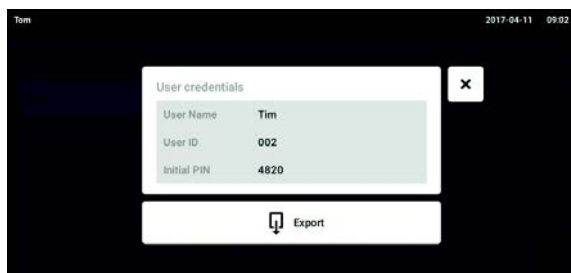 Tom 2017-04-11 09:02
User credentials
User Name Tim
User ID 002
Initial PIN 4820
Export